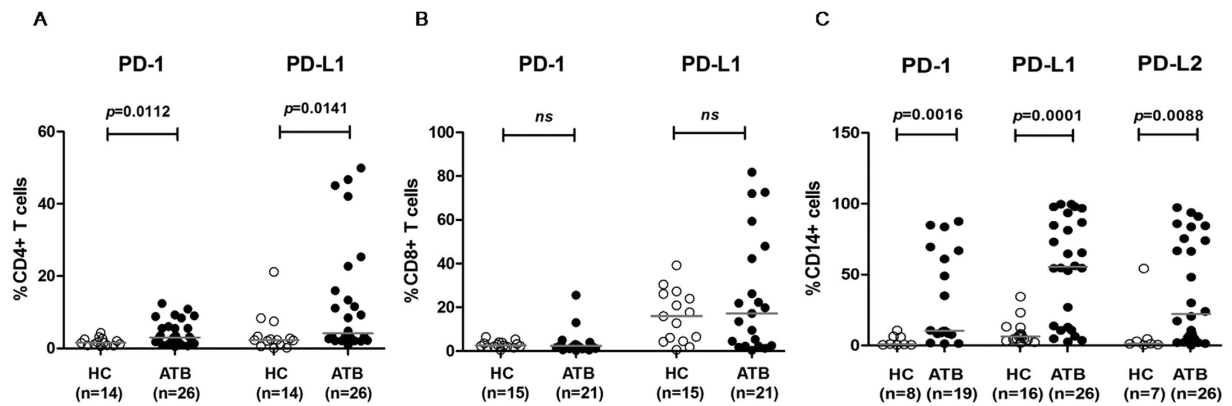 A
PD-1 PD-L1
p=0.0112 p=0.0141
%CD4+ T cells
60
40
20
0
HC ATB HC ATB
(n=14) (n=26) (n=14) (n=26)
B
PD-1 PD-L1
ns ns
%CD8+ T cells
100
80
60
40
20
0
HC ATB HC ATB
(n=15) (n=21) (n=15) (n=21)
C
PD-1 PD-L1 PD-L2
p=0.0016 p=0.0001 p=0.0088
%CD14+ cells
150
100
50
0
HC ATB HC ATB HC ATB
(n=8) (n=19) (n=16) (n=26) (n=7) (n=26)